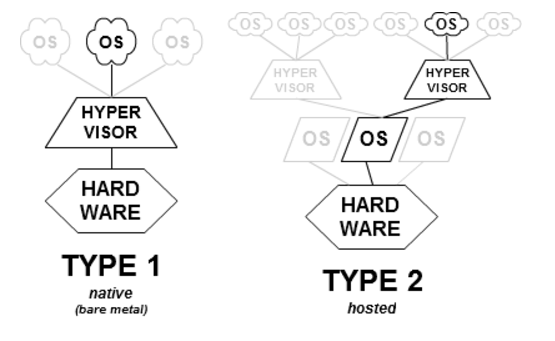 OS OS OS
HYPER
VISOR
HARD
WARE
TYPE 1
native
(bare metal)
OS OS OS OS OS OS
HYPER
VISOR
HYPER
VISOR
OS OS OS
HARD
WARE
TYPE 2
hosted